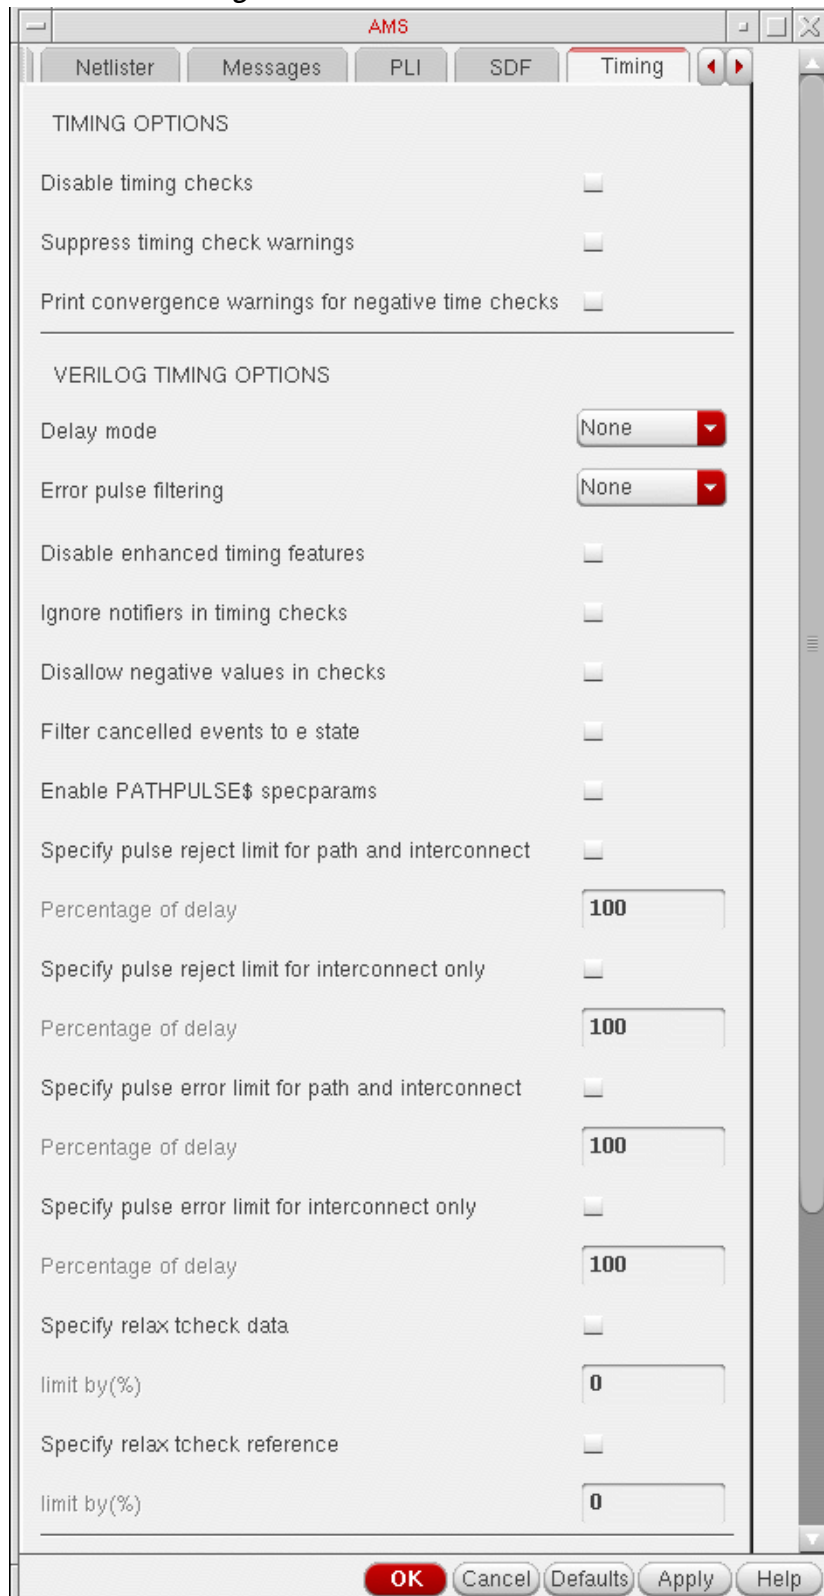 AMS
Netlister Messages PLI SDF Timing
TIMING OPTIONS
Disable timing checks
Suppress timing check warnings
Print convergence warnings for negative time checks
VERILOG TIMING OPTIONS
Delay mode None
Error pulse filtering None
Disable enhanced timing features
Ignore notifiers in timing checks
Disallow negative values in checks
Filter cancelled events to e state
Enable PATHPULSE$ specparams
Specify pulse reject limit for path and interconnect
Percentage of delay 100
Specify pulse reject limit for interconnect only
Percentage of delay 100
Specify pulse error limit for path and interconnect
Percentage of delay 100
Specify pulse error limit for interconnect only
Percentage of delay 100
Specify relax tcheck data
limit by(%) 0
Specify relax tcheck reference
limit by(%) 0
OK Cancel Defaults Apply Help